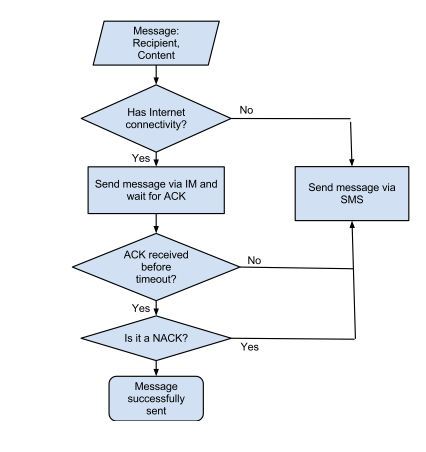 Message:
Recipient,
Content
Has Internet
connectivity?
No
Yes
Send message via IM and
wait for ACK
Send message via
SMS
ACK received
before
timeout?
No
Yes
Is it a NACK?
Yes
Message
successfully
sent